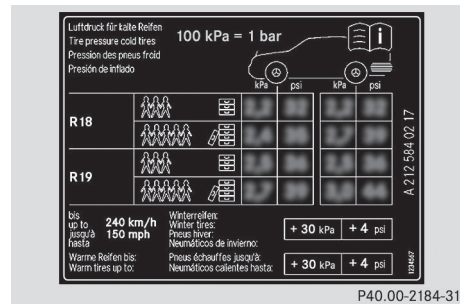 Luftdruck für kalte Reifen
Tire pressure cold tires
Pression des pneus froid
Presión de inflado
100 kPa = 1 bar
i
kPa psi kPa psi
R18
R19
A 212 584 02 17
bis
up to
jusqu'à
hasta
240 km/h
150 mph
Winterreifen:
Winter tires:
Pneus hiver:
Neumáticos de invierno:
+ 30 kPa + 4 psi
Warme Reifen bis:
Warm tires up to:
Pneus échauffes jusqu'à:
Neumáticos calientes hasta:
+ 30 kPa + 4 psi
1234567
P40.00-2184-31